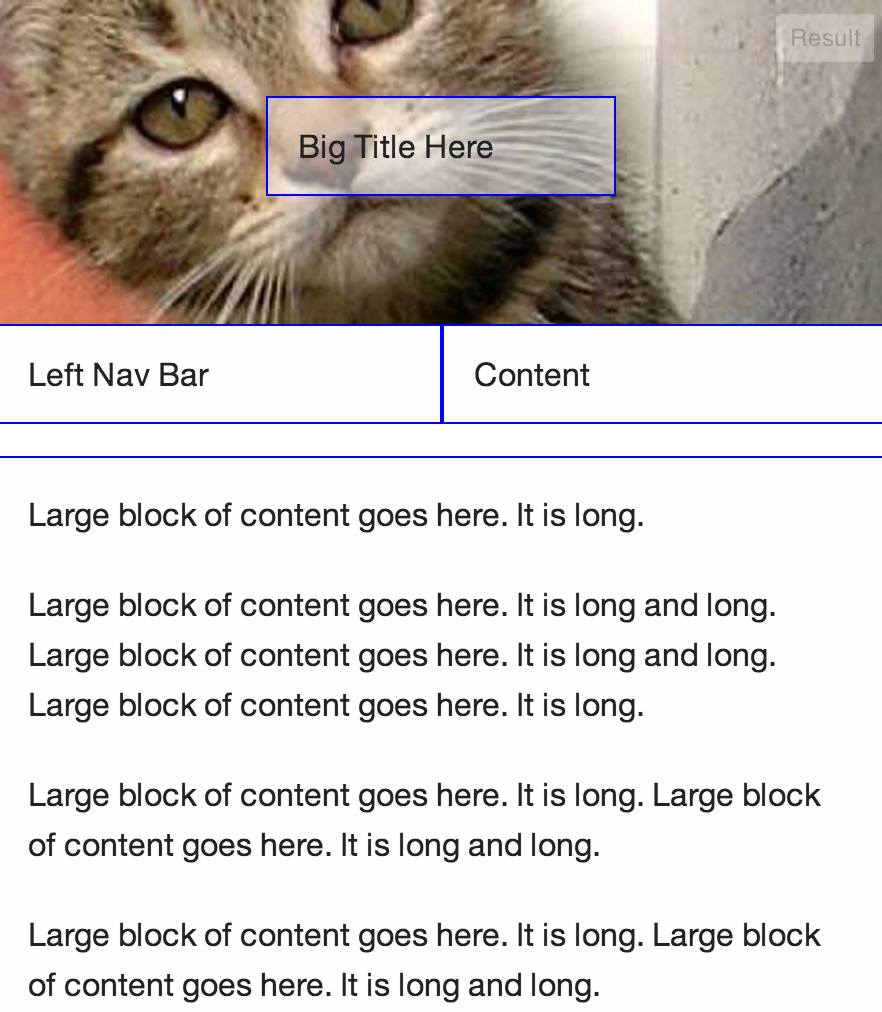 Result
Big Title Here
Left Nav Bar
Content
Large block of content goes here. It is long.
Large block of content goes here. It is long and long.
Large block of content goes here. It is long and long.
Large block of content goes here. It is long.
Large block of content goes here. It is long. Large block
of content goes here. It is long and long.
Large block of content goes here. It is long. Large block
of content goes here. It is long and long.